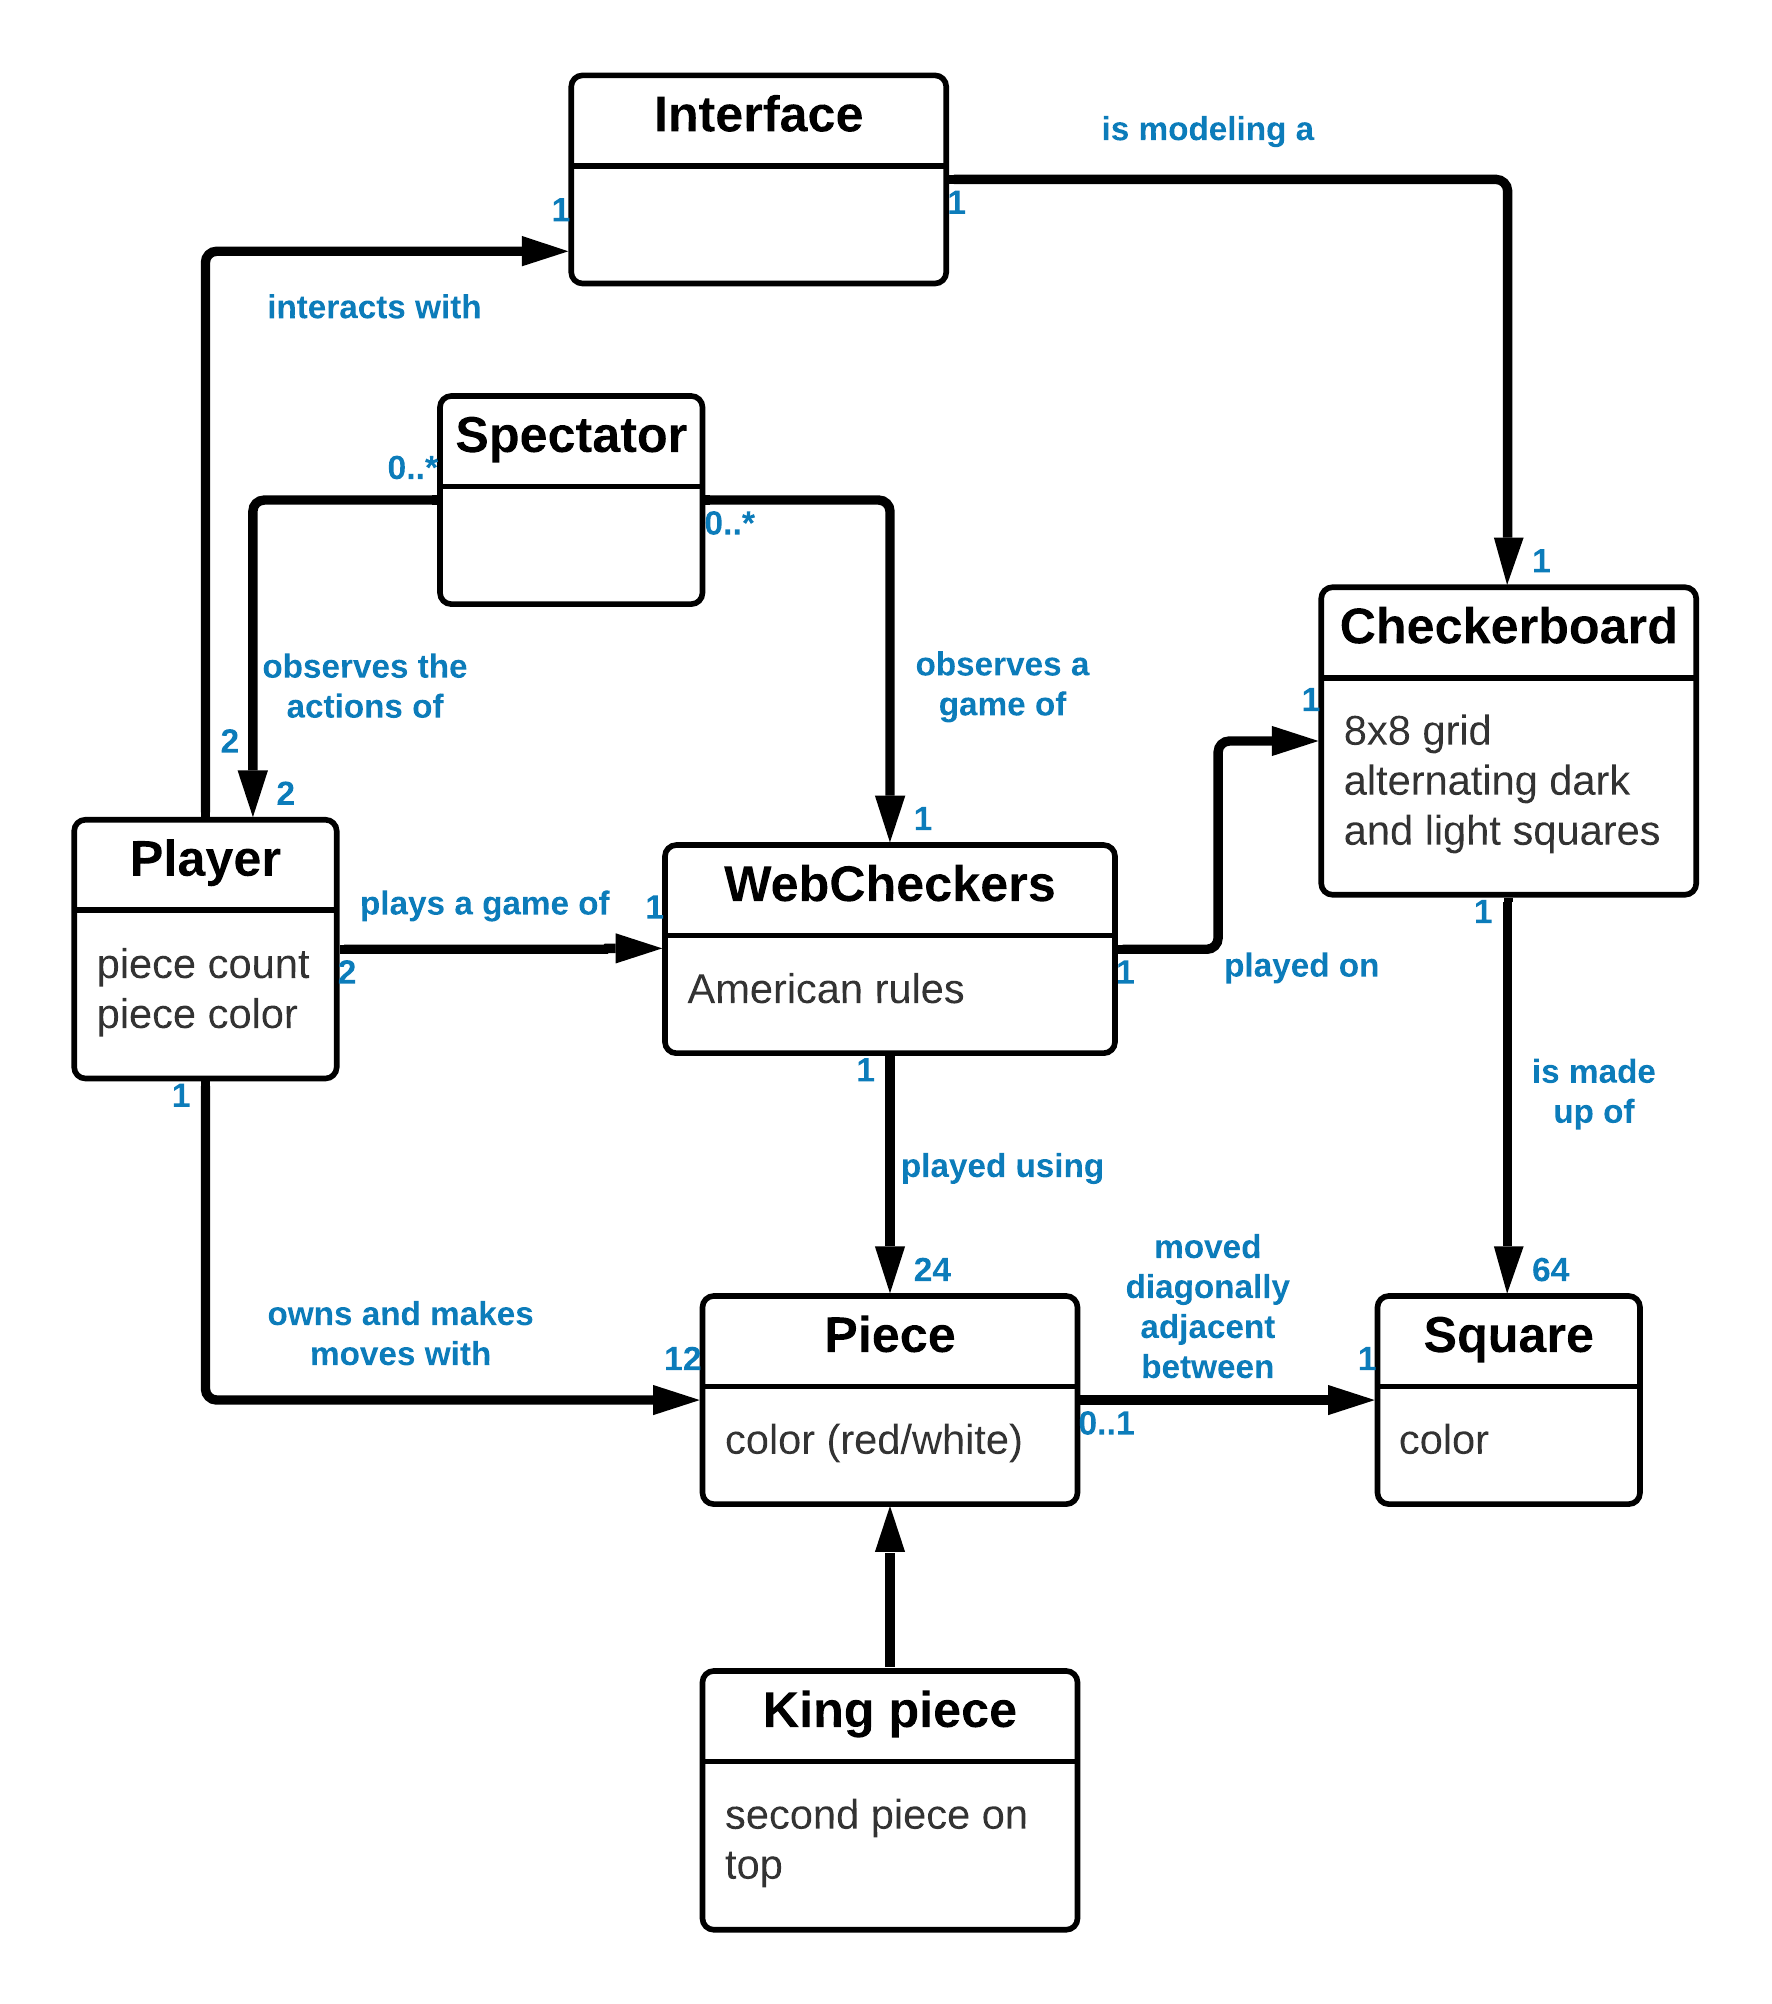 Interface
is modeling a
1
1
interacts with
Spectator
0..*
0..*
1
Checkerboard
observes the
actions of
observes a
game of
1
8x8 grid
alternating dark
and light squares
2
2
1
Player
WebCheckers
plays a game of
1
1
piece count
piece color
2
American rules
1
played on
1
1
is made
up of
played using
moved
diagonally
adjacent
between
24
64
owns and makes
moves with
12
Piece
1
Square
0..1
color (red/white)
color
King piece
second piece on
top